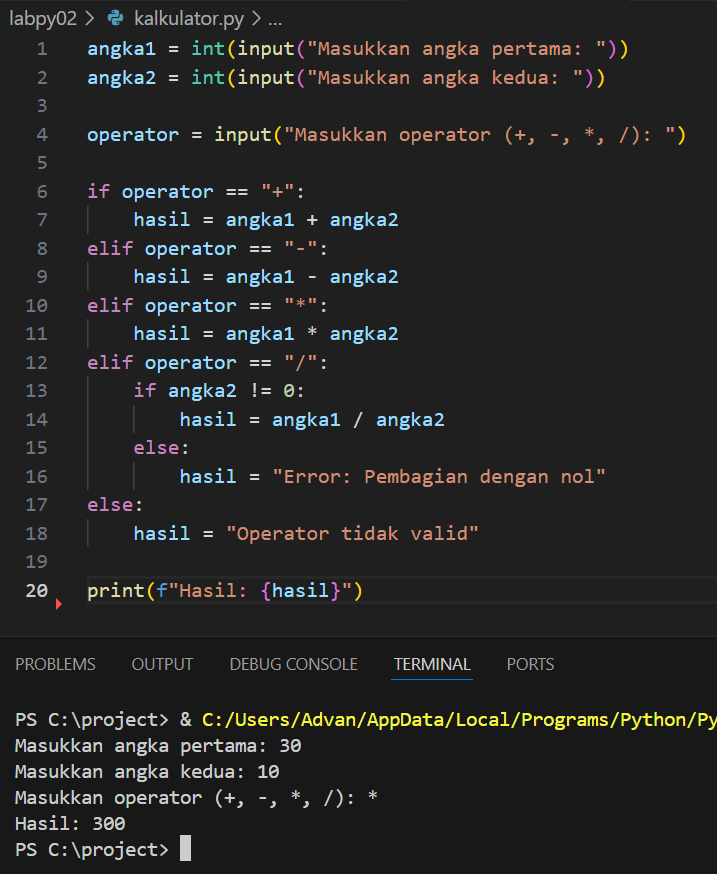 labpy02 > kalkulator.py > ...
1 angka1 = int(input("Masukkan angka pertama: "))
2 angka2 = int(input("Masukkan angka kedua: "))
3
4 operator = input("Masukkan operator (+, -, *, /): ")
5
6 if operator == "+":
7     hasil = angka1 + angka2
8 elif operator == "-":
9     hasil = angka1 - angka2
10 elif operator == "*":
11     hasil = angka1 * angka2
12 elif operator == "/":
13     if angka2 != 0:
14         hasil = angka1 / angka2
15     else:
16         hasil = "Error: Pembagian dengan nol"
17 else:
18     hasil = "Operator tidak valid"
19
20 print(f"Hasil: {hasil}")
PROBLEMS OUTPUT DEBUG CONSOLE TERMINAL PORTS
PS C:\project> & C:/Users/Advan/AppData/Local/Programs/Python/Py
Masukkan angka pertama: 30
Masukkan angka kedua: 10
Masukkan operator (+, -, *, /): *
Hasil: 300
PS C:\project>